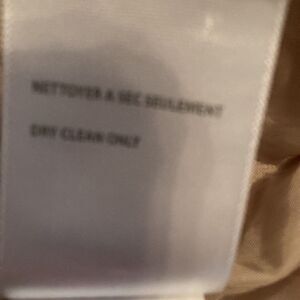 NETTOYER A SEC SEULEMENT
DRY CLEAN ONLY